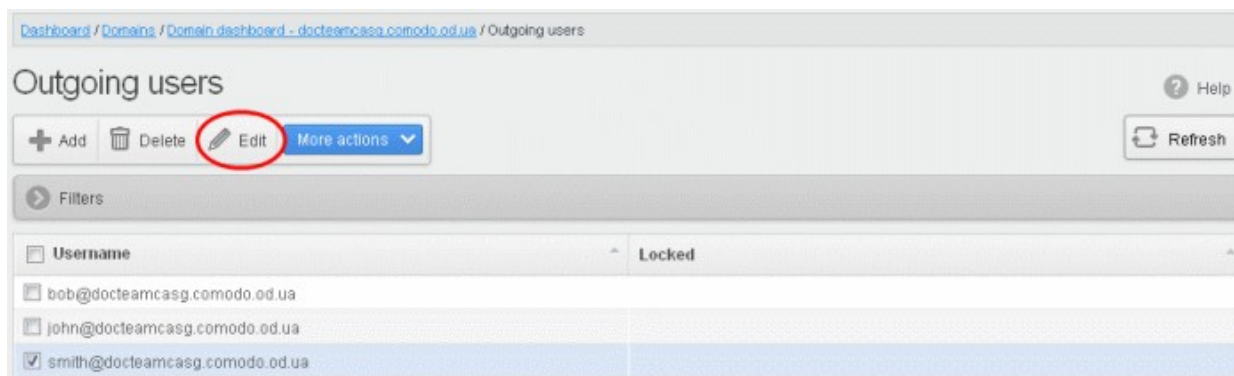 Dashboard / Domains / Domain dashboard - docteamcasg.comodo.od.ua / Outgoing users
Outgoing users
Help
Add Delete Edit More actions
Refresh
Filters
Username Locked
bob@docteamcasg.comodo.od.ua
john@docteamcasg.comodo.od.ua
smith@docteamcasg.comodo.od.ua